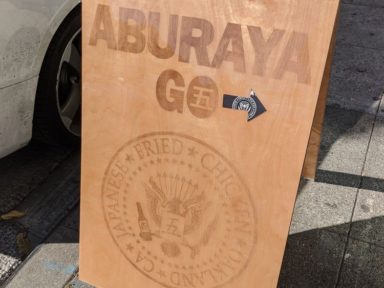 ABURAYA
GO
五
JAPANESE FRIED CHICKEN OAKLAND CA
五